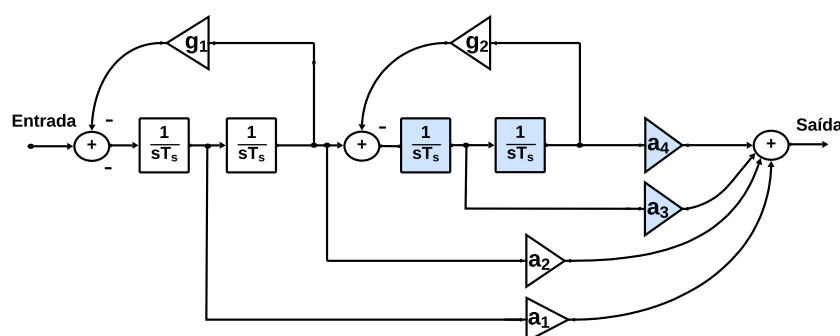 g1
g2
Entrada
Saída
−
−
−
+
+
+
1
sTs
1
sTs
1
sTs
1
sTs
a4
a3
a2
a1